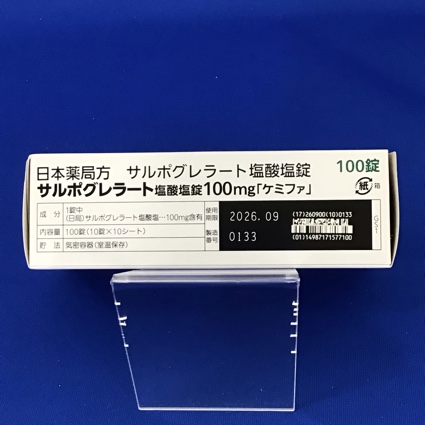 日本薬局方 サルポグレラート塩酸塩錠 100錠
サルポグレラート塩酸塩錠100mg「ケミファ」
紙 箱
成分 1錠中
(日局)サルポグレラート塩酸塩…100mg含有
内容量 100錠(10錠×10シート)
貯法 気密容器(室温保存)
使用期限 2026.09
製造番号 0133
(17)260900(10)0133
(01)14987171577100